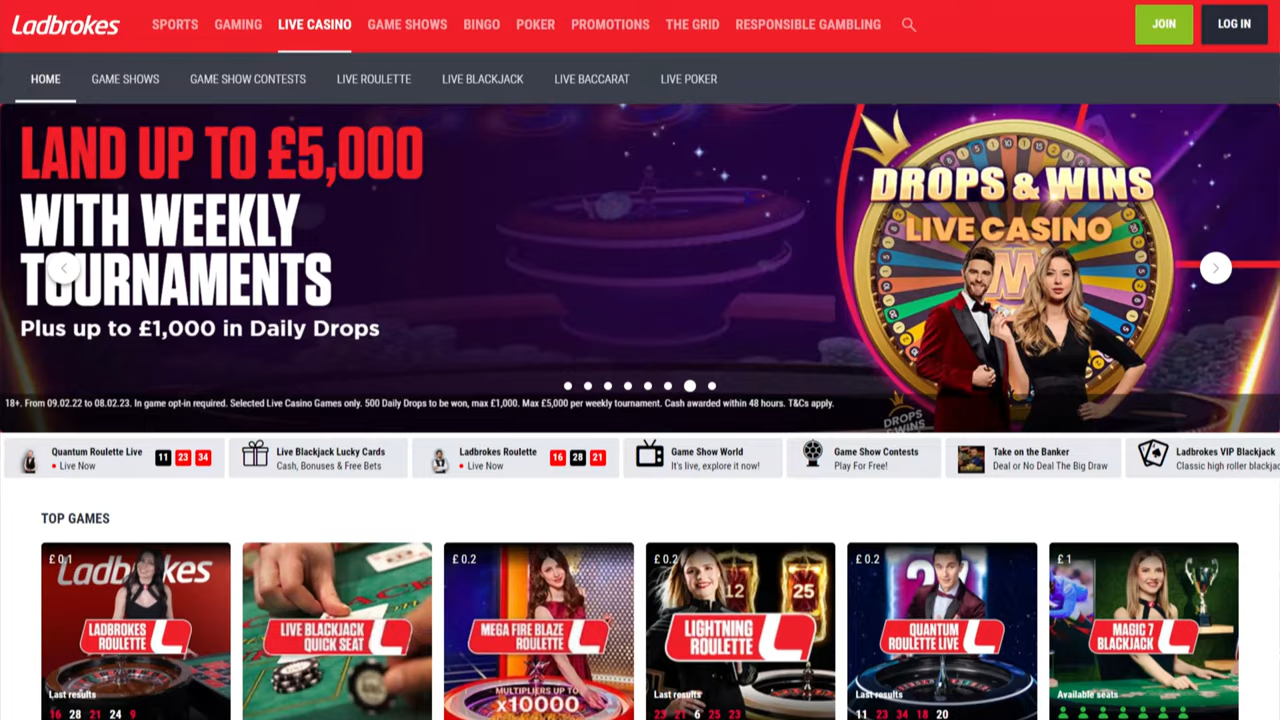 Ladbrokes
SPORTS GAMING LIVE CASINO GAME SHOWS BINGO POKER PROMOTIONS THE GRID RESPONSIBLE GAMBLING
JOIN LOG IN
HOME GAME SHOWS GAME SHOW CONTESTS LIVE ROULETTE LIVE BLACKJACK LIVE BACCARAT LIVE POKER
LAND UP TO £5,000
WITH WEEKLY
TOURNAMENTS
Plus up to £1,000 in Daily Drops
DROPS & WINS
LIVE CASINO
18+. From 09.02.22 to 08.02.23. In game opt-in required. Selected Live Casino Games only. 500 Daily Drops to be won, max £1,000. Max £5,000 per weekly tournament. Cash awarded within 48 hours. T&Cs apply.
DROPS
& WINS
Quantum Roulette Live
Live Now
11 23 34
Live Blackjack Lucky Cards
Cash, Bonuses & Free Bets
Ladbrokes Roulette
Live Now
16 28 21
Game Show World
It's live, explore it now!
Game Show Contests
Play For Free!
Take on the Banker
Deal or No Deal The Big Draw
Ladbrokes VIP Blackjack
Classic high roller blackjac
TOP GAMES
£ 0.1
LADBROKES
ROULETTE
Last results
16 28 21 24 9
LIVE BLACKJACK
QUICK SEAT
£ 0.2
MEGA FIRE BLAZE
ROULETTE
MULTIPLIERS UP TO
x10000
£ 0.2
12 25
LIGHTNING
ROULETTE
Last results
23 21 6 25 23
£ 0.2
QUANTUM
ROULETTE LIVE
Last results
11 23 34 18 20
£ 1
MAGIC 7
BLACKJACK
Available seats